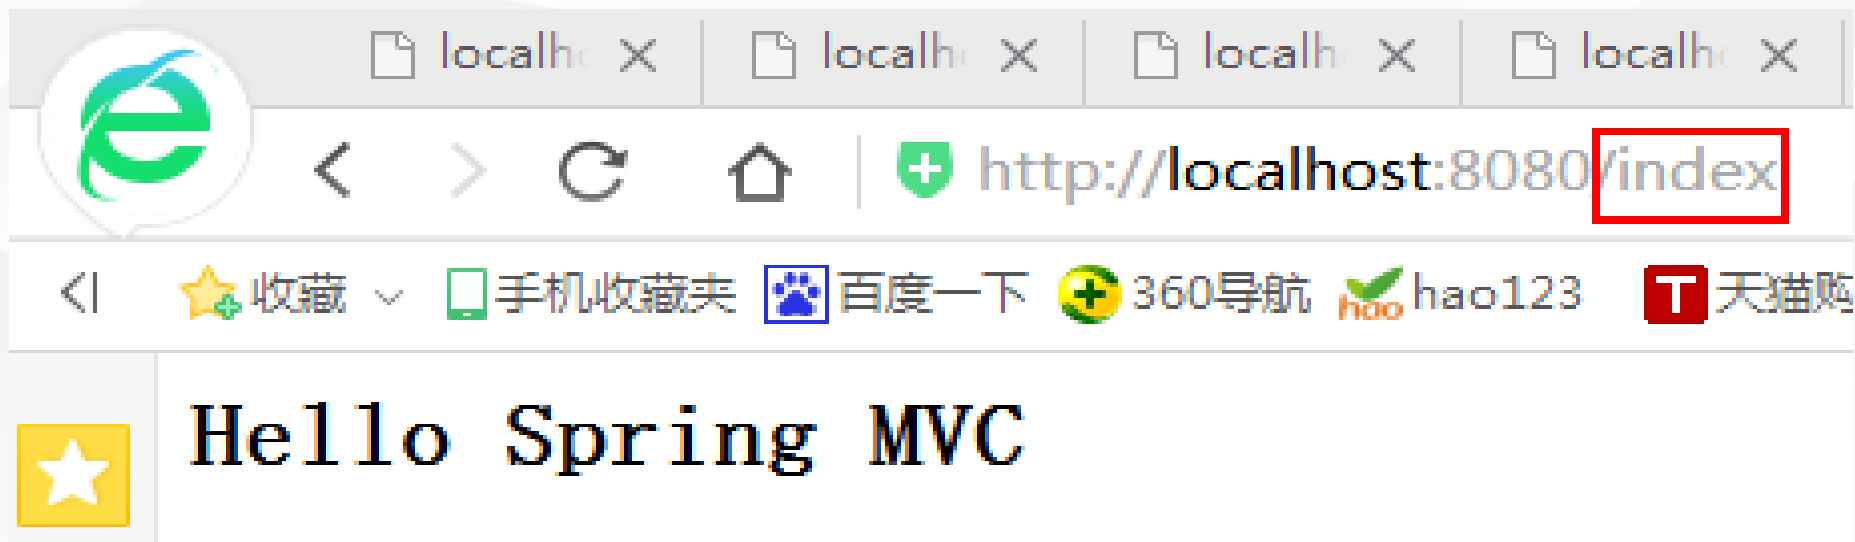 localh localh localh localh
http://localhost:8080/index
收藏 手机收藏夹 百度一下 360导航 hao hao123 T 天猫购
Hello Spring MVC